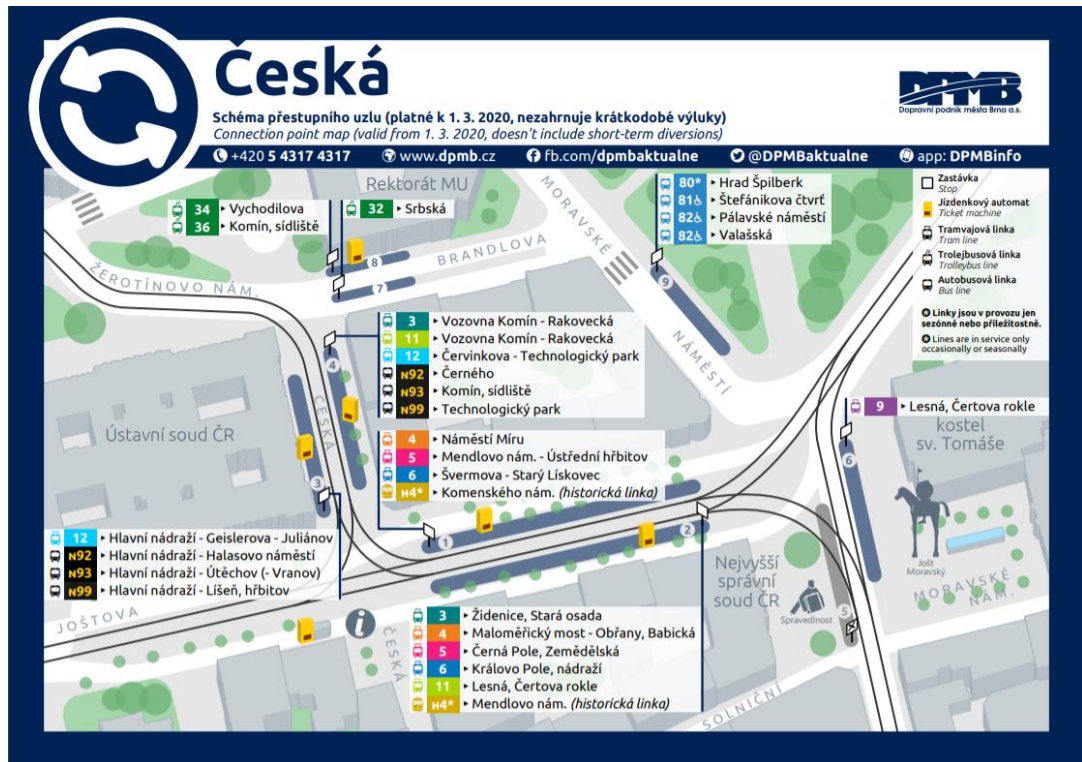 Česká
DPMB
Dopravní podnik města Brna a.s.
Schéma přestupního uzlu (platné k 1. 3. 2020, nezahrnuje krátkodobé výluky)
Connection point map (valid from 1. 3. 2020, doesn't include short-term diversions)
+420 5 4317 4317
www.dpmb.cz
fb.com/dpmbaktualne
@DPMBaktualne
app: DPMBinfo
Rektorát MU
34 ▸ Vychodilova
36 ▸ Komín, sídliště
32 ▸ Srbská
MORAVSKÉ
NÁMĚSTÍ
80* ▸ Hrad Špilberk
81♿ ▸ Štefánikova čtvrť
82♿ ▸ Pálavské náměstí
82♿ ▸ Valašská
Zastávka
Stop
Jízdenkový automat
Ticket machine
Tramvajová linka
Tram line
Trolejbusová linka
Trolleybus line
Autobusová linka
Bus line
Linky jsou v provozu jen
sezónně nebo příležitostně.
Lines are in service only
occasionally or seasonally
ŽEROTÍNOVO NÁM.
BRANDLOVA
8
7
9
3 ▸ Vozovna Komín - Rakovecká
11 ▸ Vozovna Komín - Rakovecká
12 ▸ Červinkova - Technologický park
N92 ▸ Černého
N93 ▸ Komín, sídliště
N99 ▸ Technologický park
4
ČESKÁ
Ústavní soud ČR
3
9 ▸ Lesná, Čertova rokle
kostel
sv. Tomáše
6
4 ▸ Náměstí Míru
5 ▸ Mendlovo nám. - Ústřední hřbitov
6 ▸ Švermova - Starý Lískovec
H4* ▸ Komenského nám. (historická linka)
1
2
12 ▸ Hlavní nádraží - Geislerova - Juliánov
N92 ▸ Hlavní nádraží - Halasovo náměstí
N93 ▸ Hlavní nádraží - Útěchov (- Vranov)
N99 ▸ Hlavní nádraží - Líšeň, hřbitov
Nejvyšší
správní
soud ČR
Jošt
Moravský
MORAVSKÉ
NÁM.
Spravedlnost
5
JOŠTOVA
i
ČESKÁ
3 ▸ Židenice, Stará osada
4 ▸ Maloměřický most - Obřany, Babická
5 ▸ Černá Pole, Zemědělská
6 ▸ Královo Pole, nádraží
11 ▸ Lesná, Čertova rokle
H4* ▸ Mendlovo nám. (historická linka)
SOLNIČNÍ